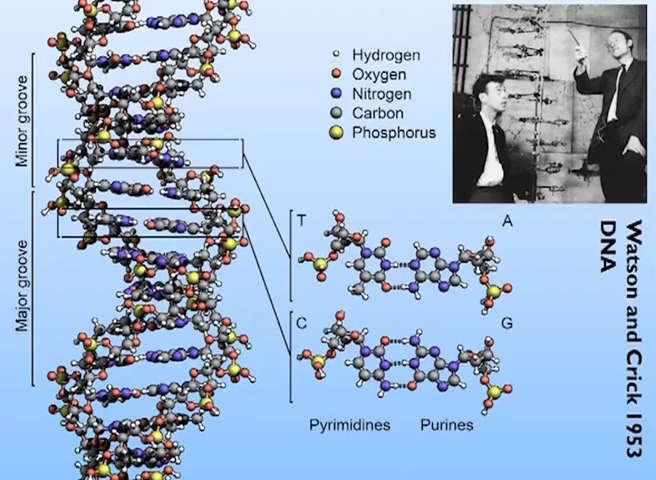 Minor groove
Major groove
Hydrogen
Oxygen
Nitrogen
Carbon
Phosphorus
T
A
C
G
Pyrimidines
Purines
Watson and Crick 1953
DNA